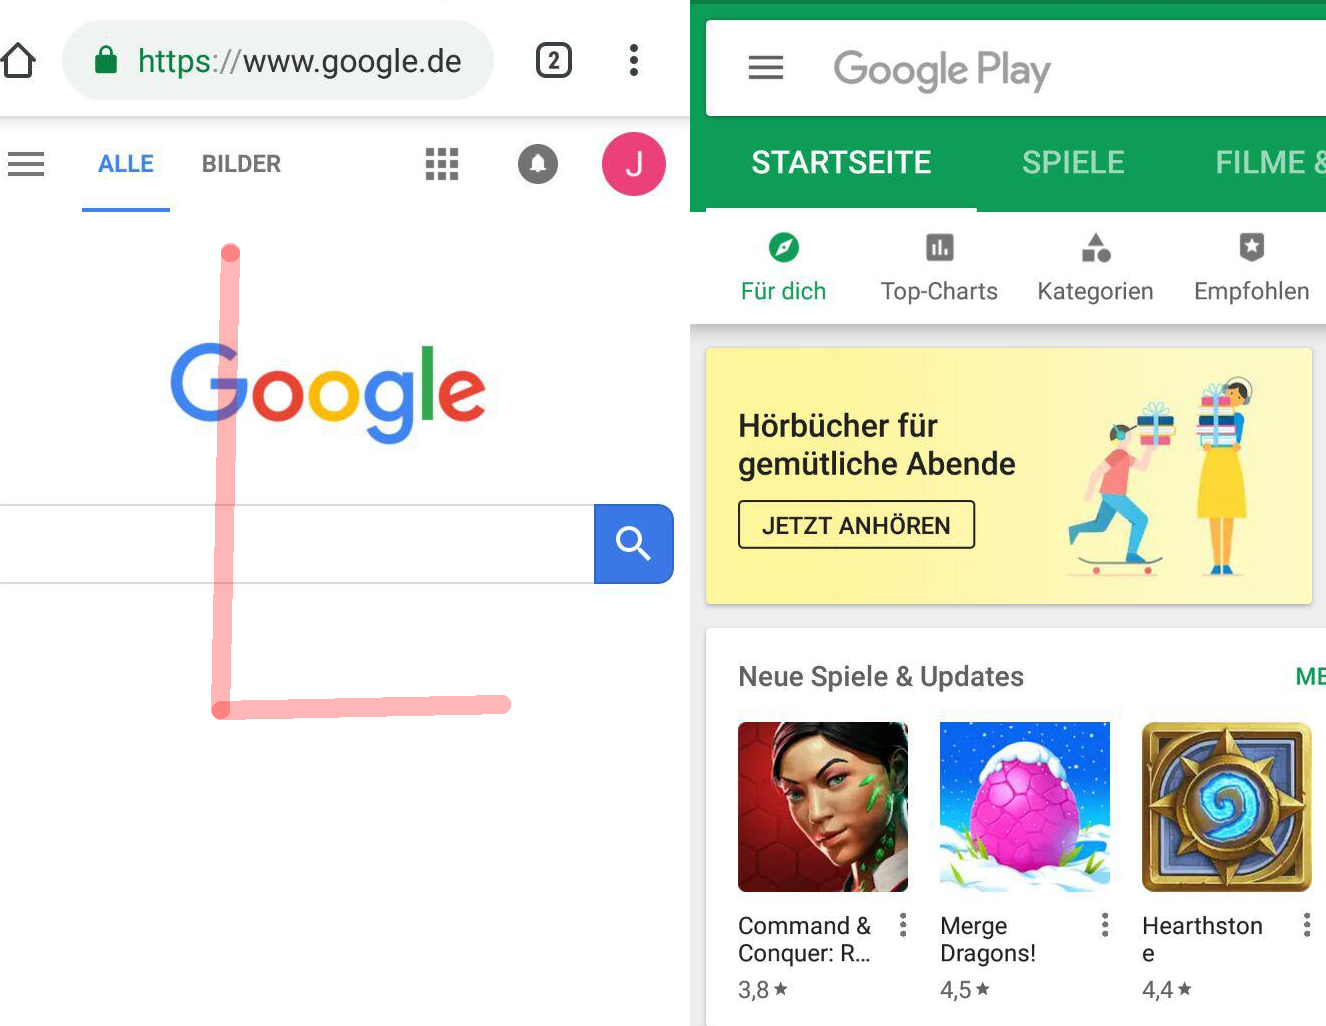 https://www.google.de
2
ALLE
BILDER
J
Google
Google Play
STARTSEITE
SPIELE
FILME &
Für dich
Top-Charts
Kategorien
Empfohlen
Hörbücher für
gemütliche Abende
JETZT ANHÖREN
Neue Spiele & Updates
ME
Command &
Conquer: R...
3,8★
Merge
Dragons!
4,5★
Hearthston
e
4,4★